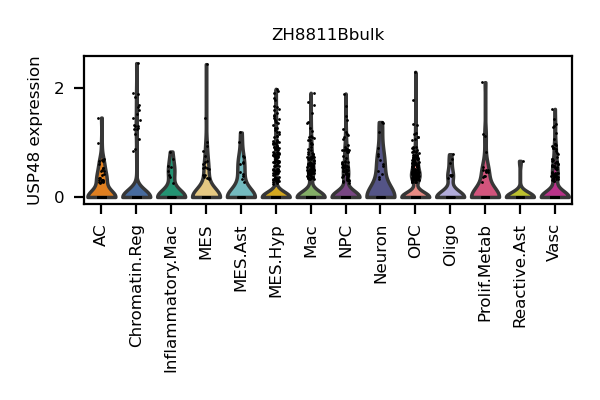 ZH8811Bbulk
USP48 expression
2
0
AC
Chromatin.Reg
Inflammatory.Mac
MES
MES.Ast
MES.Hyp
Mac
NPC
Neuron
OPC
Oligo
Prolif.Metab
Reactive.Ast
Vasc